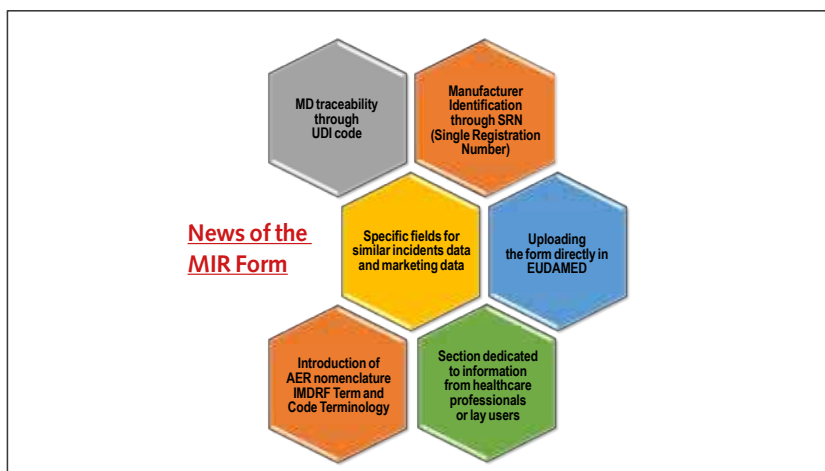 MD traceability
through
UDI code
Manufacturer
Identification
through SRN
(Single Registration
Number)
News of the
MIR Form
Specific fields for
similar incidents data
and marketing data
Uploading
the form directly in
EUDAMED
Introduction of
AER nomenclature
IMDRF Term and
Code Terminology
Section dedicated
to information
from healthcare
professionals
or lay users